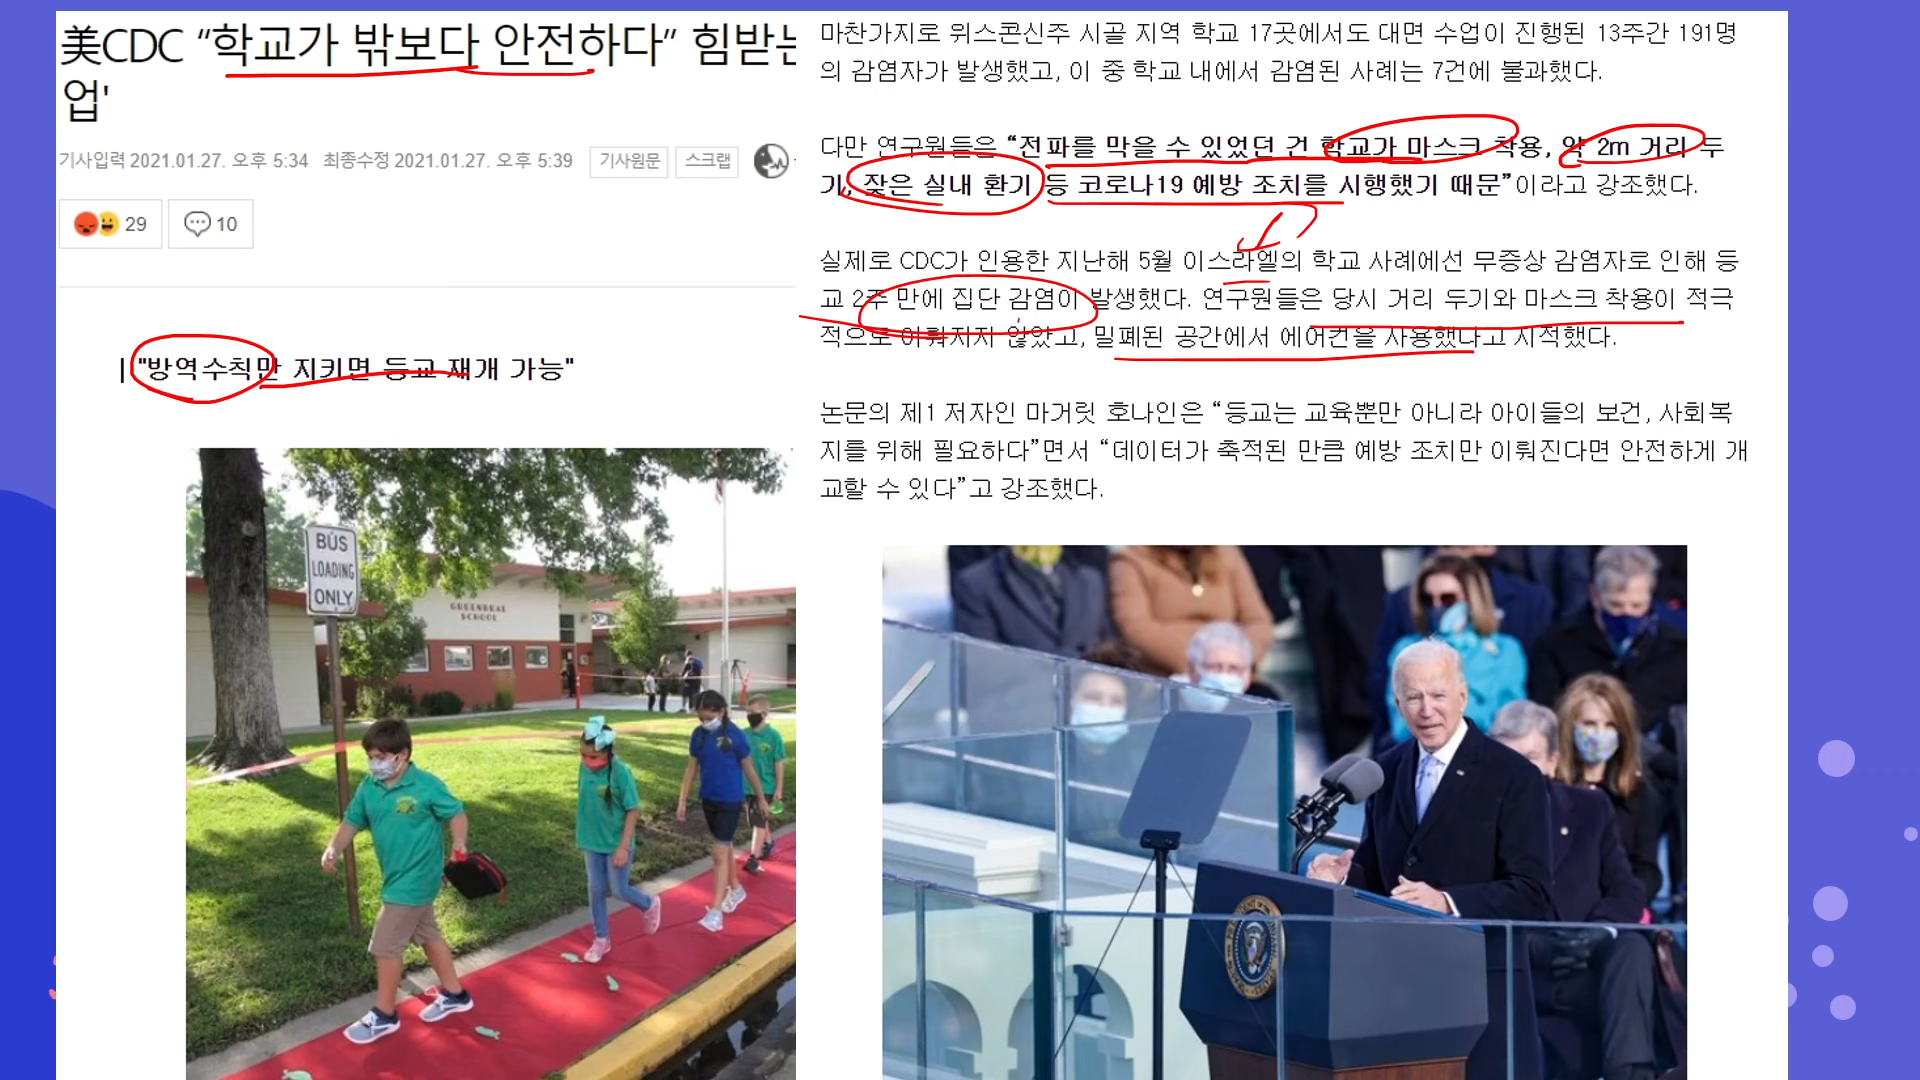 美CDC “학교가 밖보다 안전하다” 힘받는
업'
기사입력 2021.01.27. 오후 5:34 최종수정 2021.01.27. 오후 5:39 기사원문 스크랩
29 10
| "방역수칙만 지키면 등교 재개 가능"
BUS
LOADING
ONLY
GREENBRAE
SCHOOL
마찬가지로 위스콘신주 시골 지역 학교 17곳에서도 대면 수업이 진행된 13주간 191명
의 감염자가 발생했고, 이 중 학교 내에서 감염된 사례는 7건에 불과했다.
다만 연구원들은 “전파를 막을 수 있었던 건 학교가 마스크 착용, 약 2m 거리 두
기, 잦은 실내 환기 등 코로나19 예방 조치를 시행했기 때문”이라고 강조했다.
실제로 CDC가 인용한 지난해 5월 이스라엘의 학교 사례에선 무증상 감염자로 인해 등
교 2주 만에 집단 감염이 발생했다. 연구원들은 당시 거리 두기와 마스크 착용이 적극
적으로 이뤄지지 않았고, 밀폐된 공간에서 에어컨을 사용했다고 지적했다.
논문의 제1 저자인 마거릿 호나인은 “등교는 교육뿐만 아니라 아이들의 보건, 사회복
지를 위해 필요하다”면서 “데이터가 축적된 만큼 예방 조치만 이뤄진다면 안전하게 개
교할 수 있다”고 강조했다.